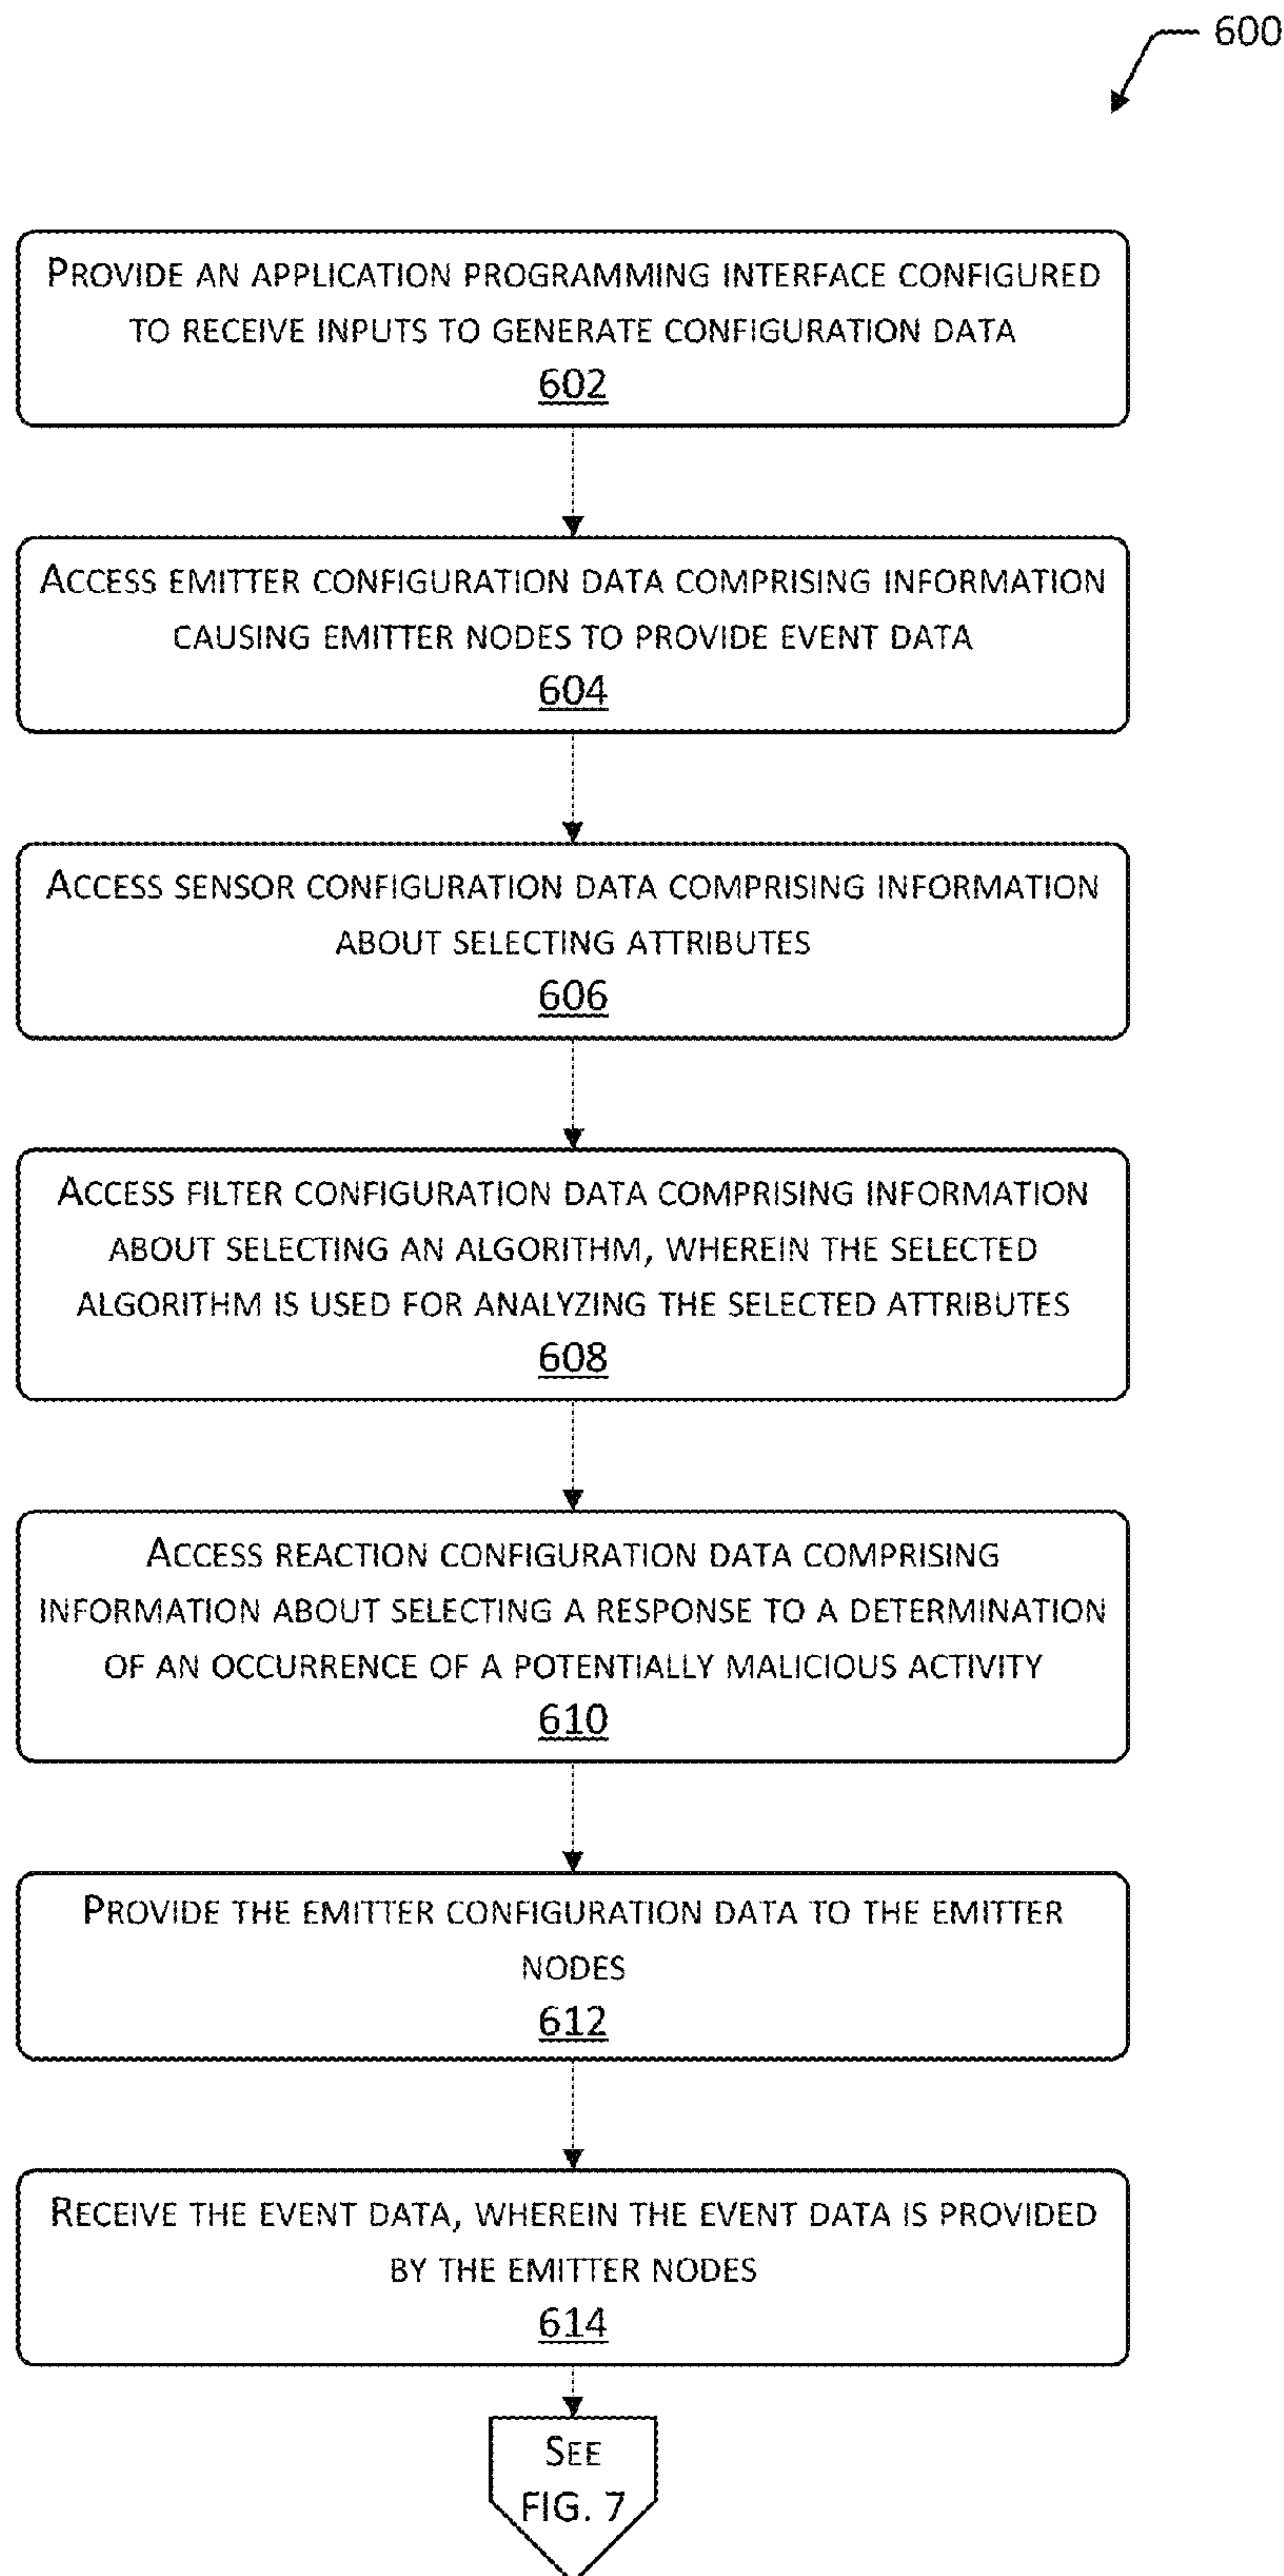 600
PROVIDE AN APPLICATION PROGRAMMING INTERFACE CONFIGURED
TO RECEIVE INPUTS TO GENERATE CONFIGURATION DATA
602
ACCESS EMITTER CONFIGURATION DATA COMPRISING INFORMATION
CAUSING EMITTER NODES TO PROVIDE EVENT DATA
604
ACCESS SENSOR CONFIGURATION DATA COMPRISING INFORMATION
ABOUT SELECTING ATTRIBUTES
606
ACCESS FILTER CONFIGURATION DATA COMPRISING INFORMATION
ABOUT SELECTING AN ALGORITHM, WHEREIN THE SELECTED
ALGORITHM IS USED FOR ANALYZING THE SELECTED ATTRIBUTES
608
ACCESS REACTION CONFIGURATION DATA COMPRISING
INFORMATION ABOUT SELECTING A RESPONSE TO A DETERMINATION
OF AN OCCURRENCE OF A POTENTIALLY MALICIOUS ACTIVITY
610
PROVIDE THE EMITTER CONFIGURATION DATA TO THE EMITTER
NODES
612
RECEIVE THE EVENT DATA, WHEREIN THE EVENT DATA IS PROVIDED
BY THE EMITTER NODES
614
SEE
FIG. 7